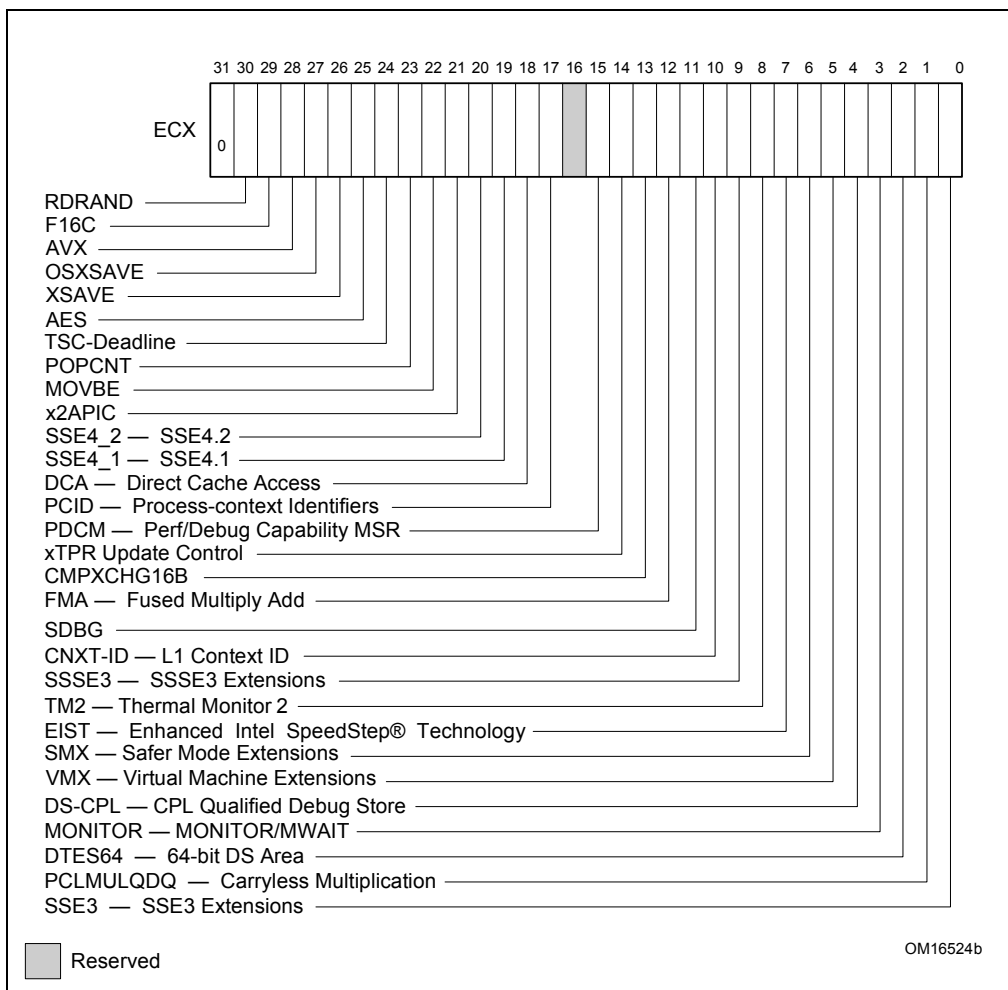 31 30 29 28 27 26 25 24 23 22 21 20 19 18 17 16 15 14 13 12 11 10 9 8 7 6 5 4 3 2 1 0
ECX
0
RDRAND
F16C
AVX
OSXSAVE
XSAVE
AES
TSC-Deadline
POPCNT
MOVBE
x2APIC
SSE4_2 — SSE4.2
SSE4_1 — SSE4.1
DCA — Direct Cache Access
PCID — Process-context Identifiers
PDCM — Perf/Debug Capability MSR
xTPR Update Control
CMPXCHG16B
FMA — Fused Multiply Add
SDBG
CNXT-ID — L1 Context ID
SSSE3 — SSSE3 Extensions
TM2 — Thermal Monitor 2
EIST — Enhanced Intel SpeedStep® Technology
SMX — Safer Mode Extensions
VMX — Virtual Machine Extensions
DS-CPL — CPL Qualified Debug Store
MONITOR — MONITOR/MWAIT
DTES64 — 64-bit DS Area
PCLMULQDQ — Carryless Multiplication
SSE3 — SSE3 Extensions
Reserved
OM16524b